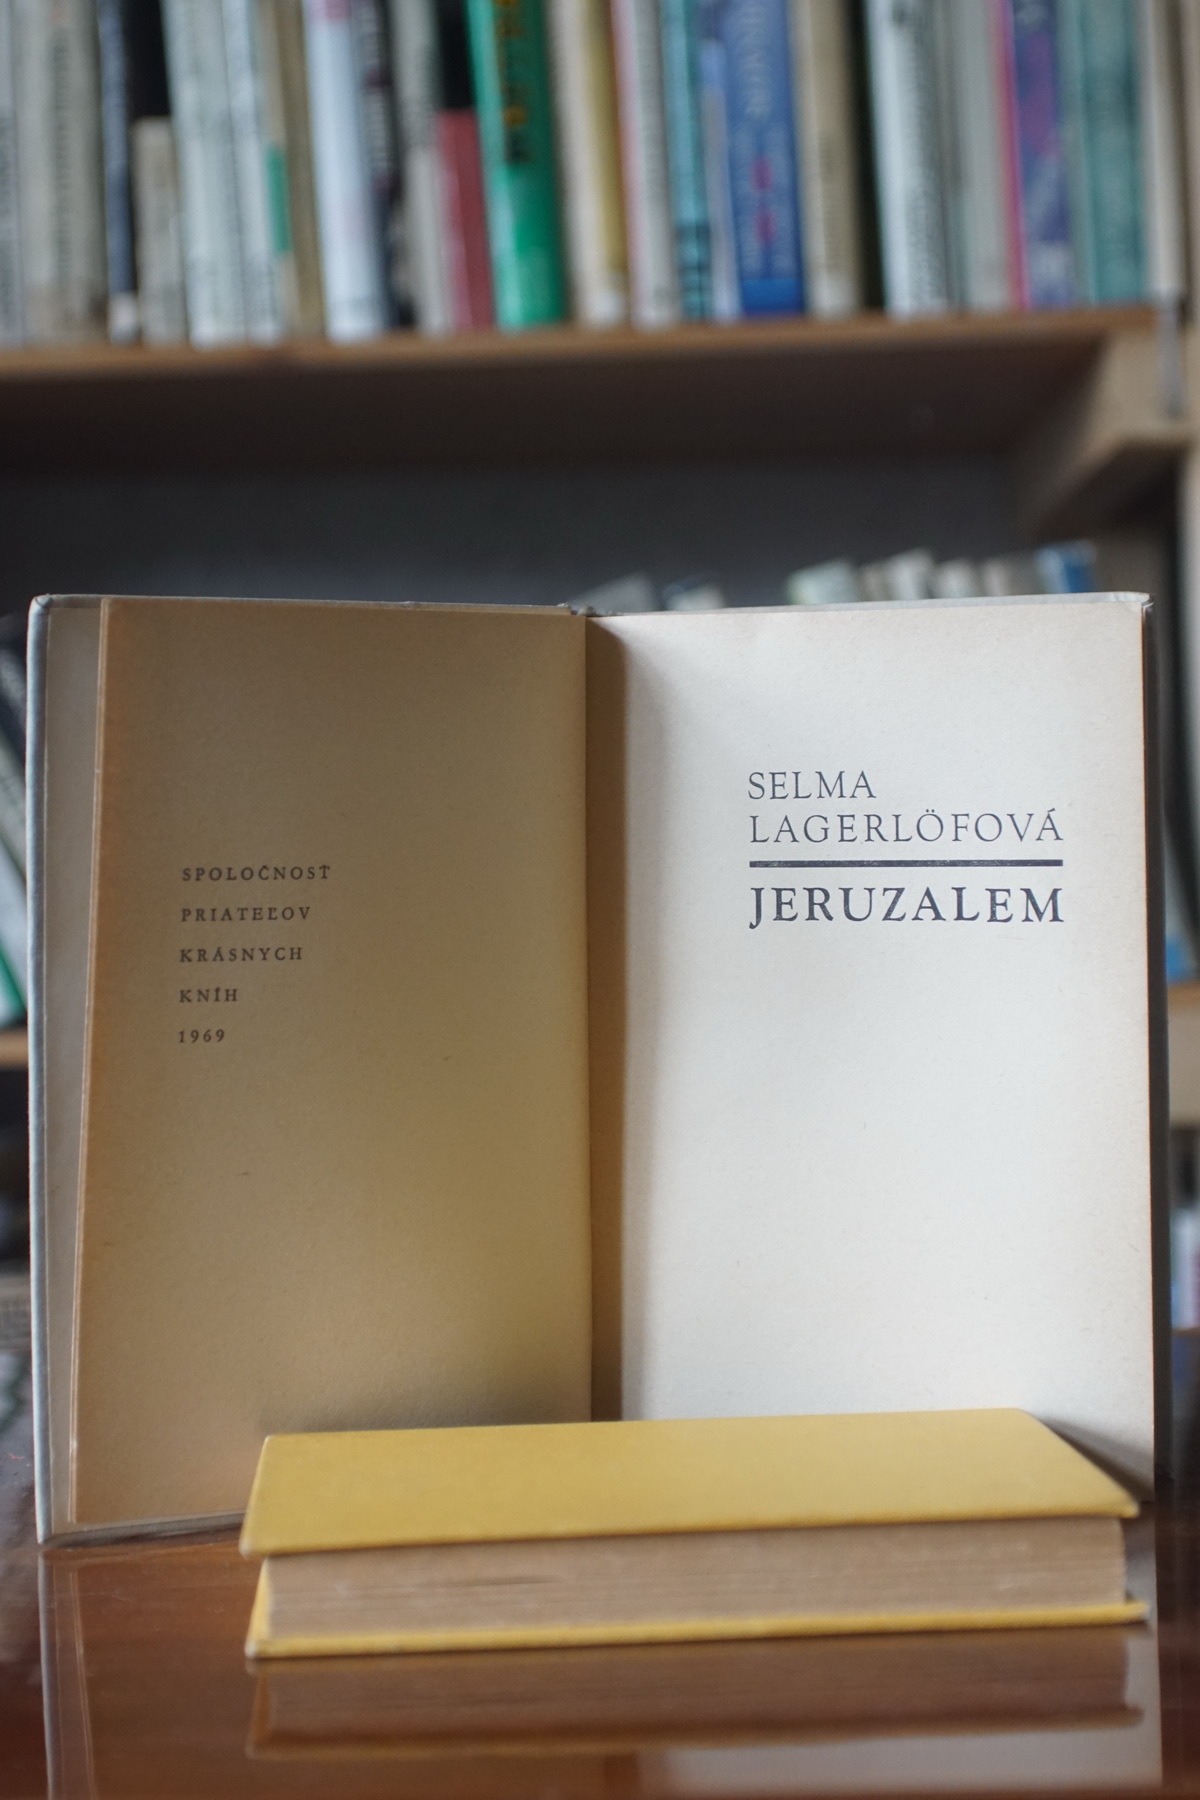 SPOLOČNOSŤ
PRIATEĽOV
KRÁSNYCH
KNÍH
1969
SELMA
LAGERLÖFOVÁ
JERUZALEM